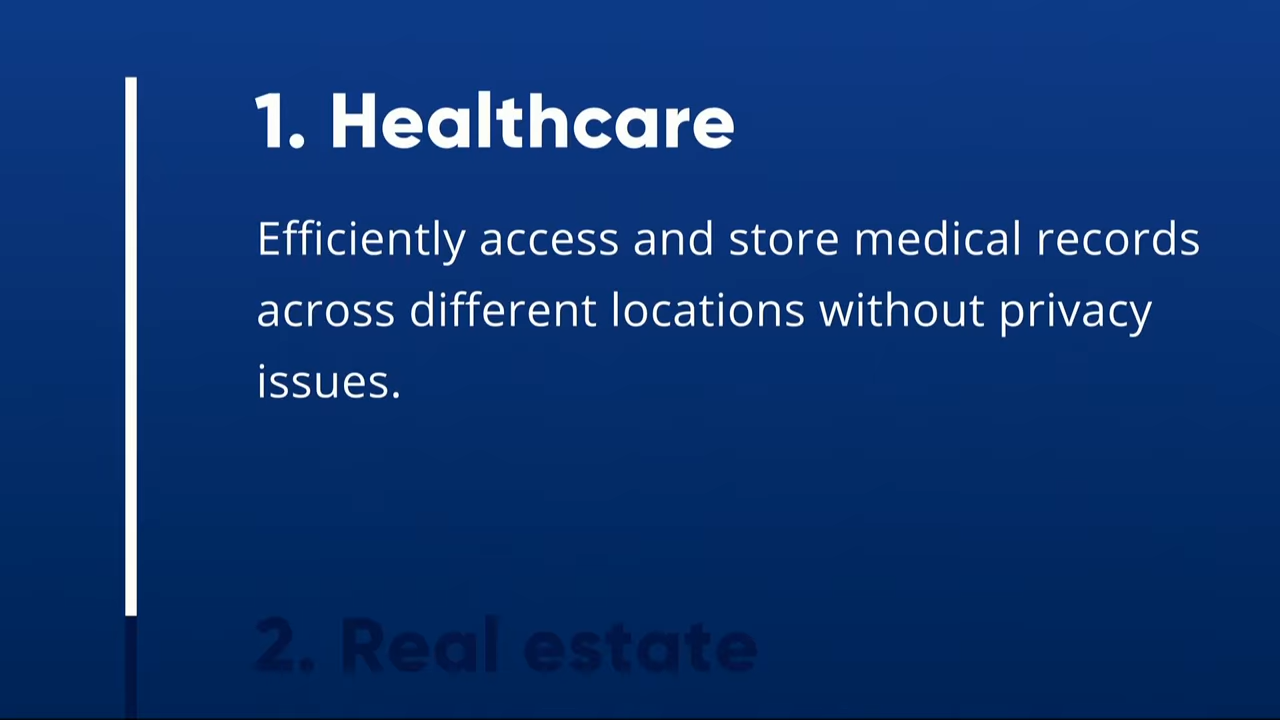 1. Healthcare
Efficiently access and store medical records
across different locations without privacy
issues.
2. Real estate